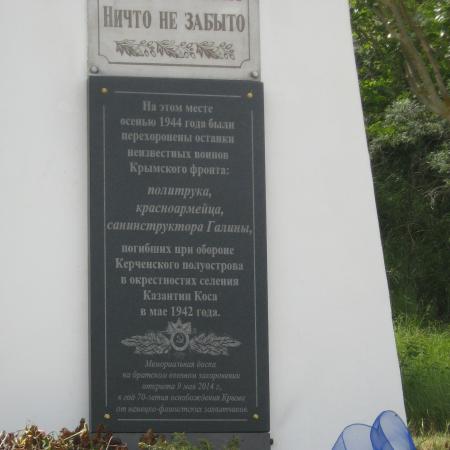 НИЧТО НЕ ЗАБЫТО
На этом месте
осенью 1944 года были
перехоронены останки
неизвестных воинов
Крымского фронта:
политрука,
красноармейца,
санинструктора Галины,
погибших при обороне
Керченского полуострова
в окрестностях селения
Казантип Коса
в мае 1942 года.
Мемориальная доска
на братском военном захоронении
открыта 9 мая 2014 г.,
в год 70-летия освобождения Крыма
от немецко-фашистских захватчиков.